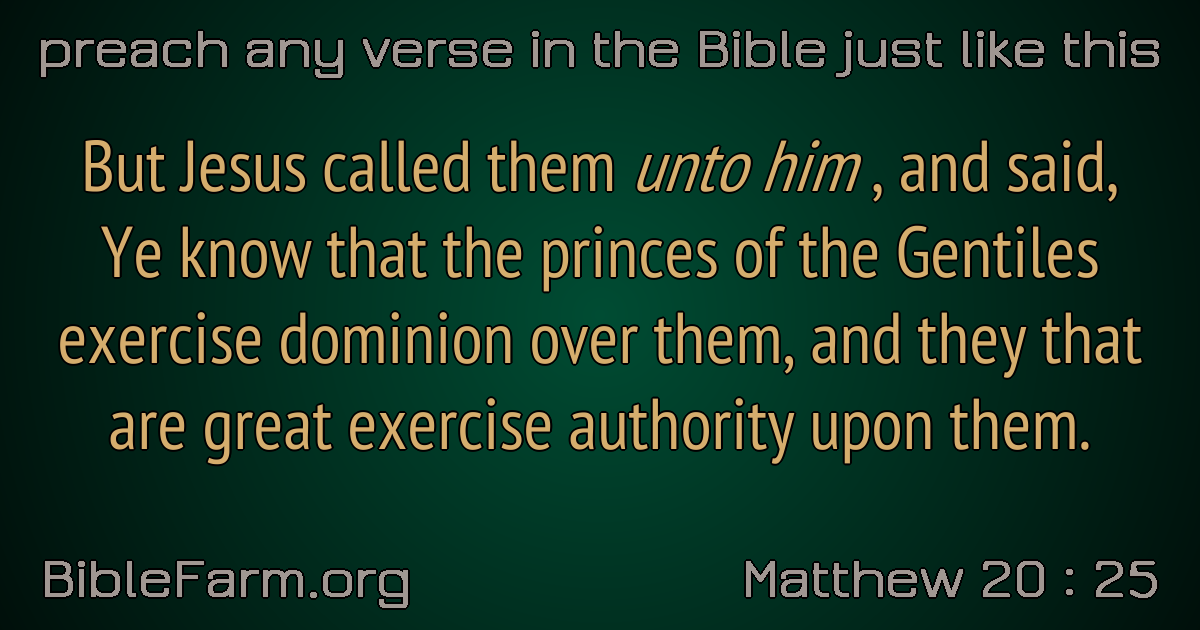 preach any verse in the Bible just like this
But Jesus called them unto him , and said,
Ye know that the princes of the Gentiles
exercise dominion over them, and they that
are great exercise authority upon them.
BibleFarm.org
Matthew 20 : 25